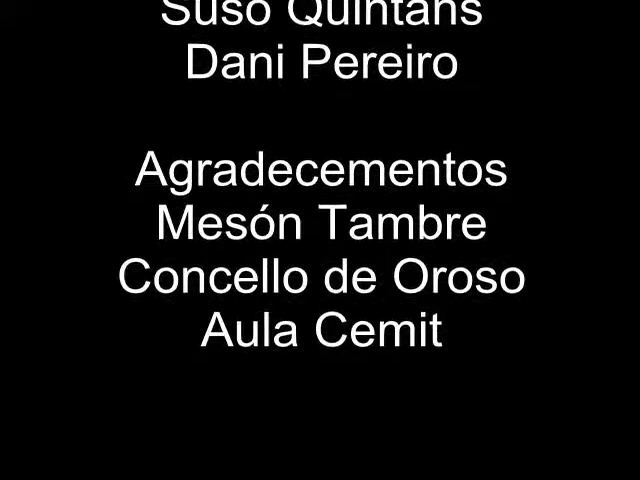 Suso Quintáns
Dani Pereiro
Agradecementos
Mesón Tambre
Concello de Oroso
Aula Cemit